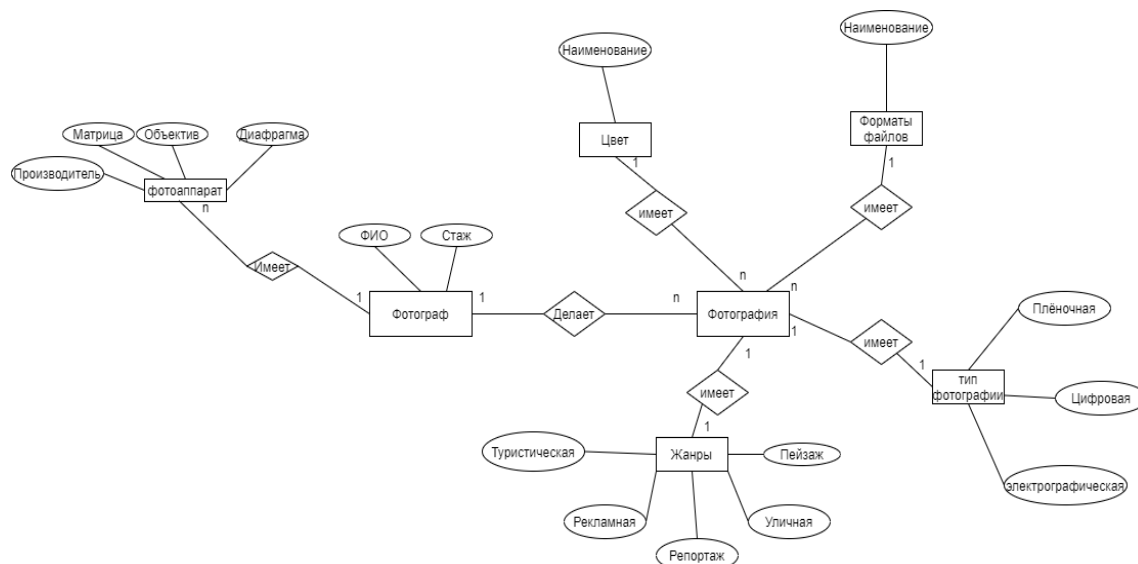 Наименование
Наименование
Матрица
Объектив
Диафрагма
Производитель
фотоаппарат
n
Цвет
1
Форматы
файлов
1
имеет
имеет
ФИО
Стаж
Имеет
1
Фотограф
1
Делает
n
n
n
Фотография
1
1
имеет
1
Плёночная
тип
фотографии
Цифровая
электрографическая
имеет
1
Жанры
Туристическая
Пейзаж
Рекламная
Уличная
Репортаж